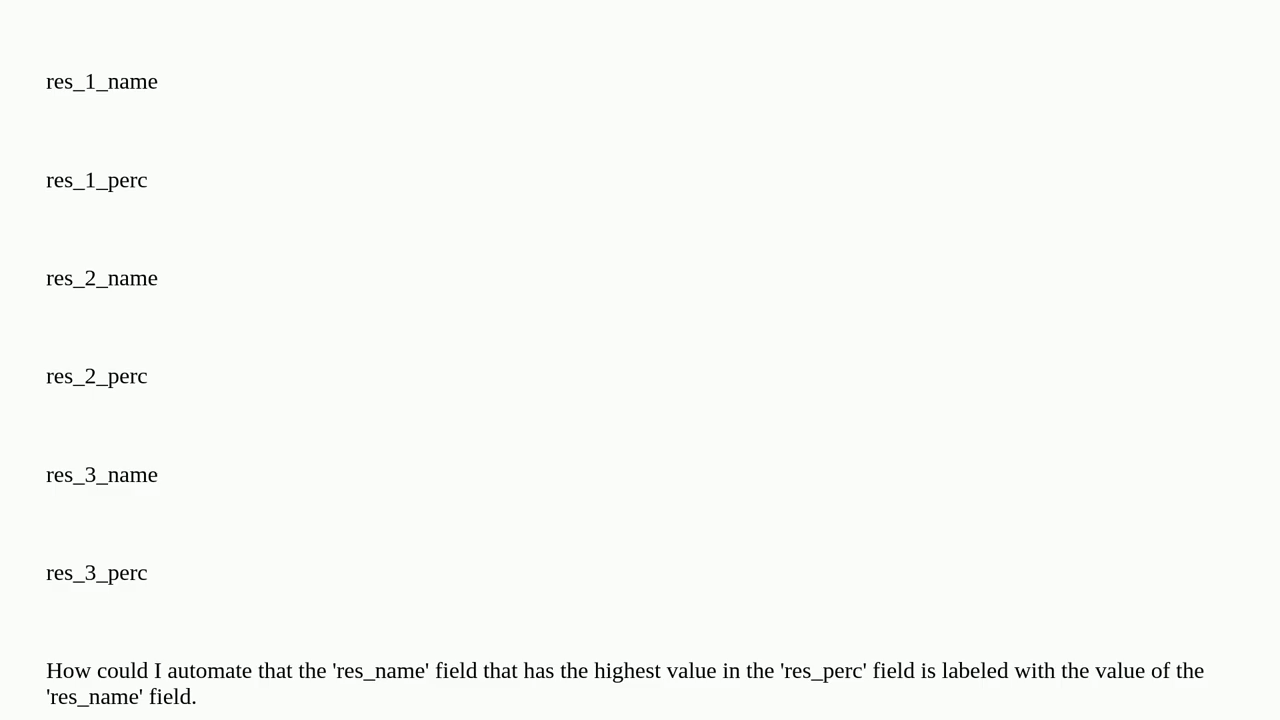 res_1_name
res_1_perc
res_2_name
res_2_perc
res_3_name
res_3_perc
How could I automate that the 'res_name' field that has the highest value in the 'res_perc' field is labeled with the value of the
'res_name' field.